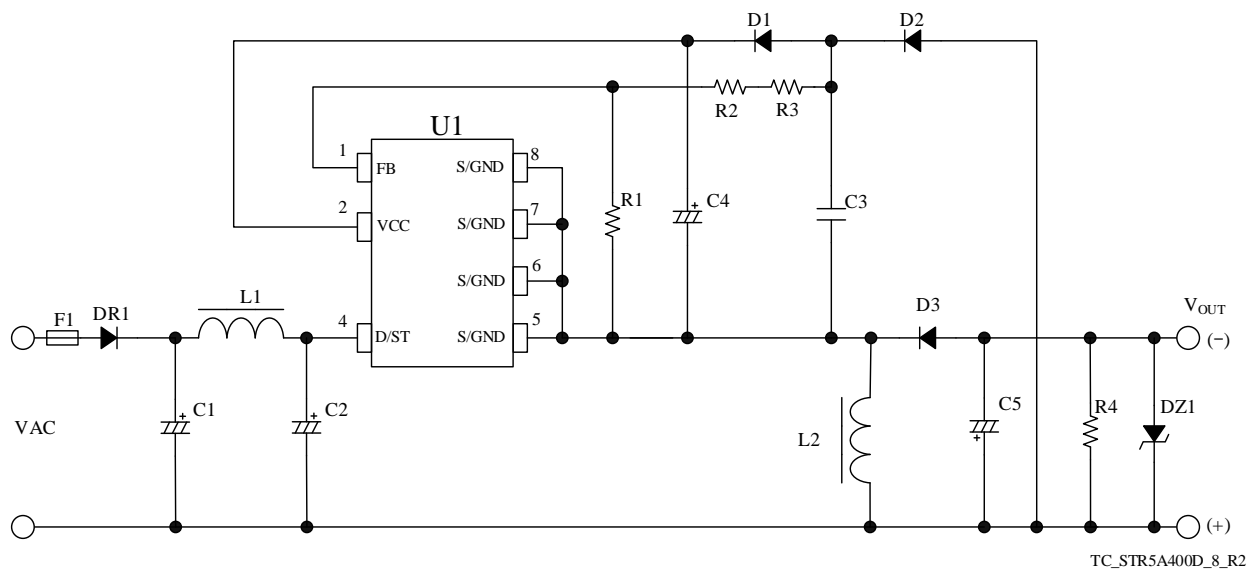 D1
D2
R2
R3
U1
1
FB
S/GND
8
2
VCC
S/GND
7
R1
C4
C3
S/GND
6
F1
DR1
L1
4
D/ST
S/GND
5
D3
VOUT
(−)
VAC
C1
C2
L2
C5
R4
DZ1
(+)
TC_STR5A400D_8_R2
+
+
+
+